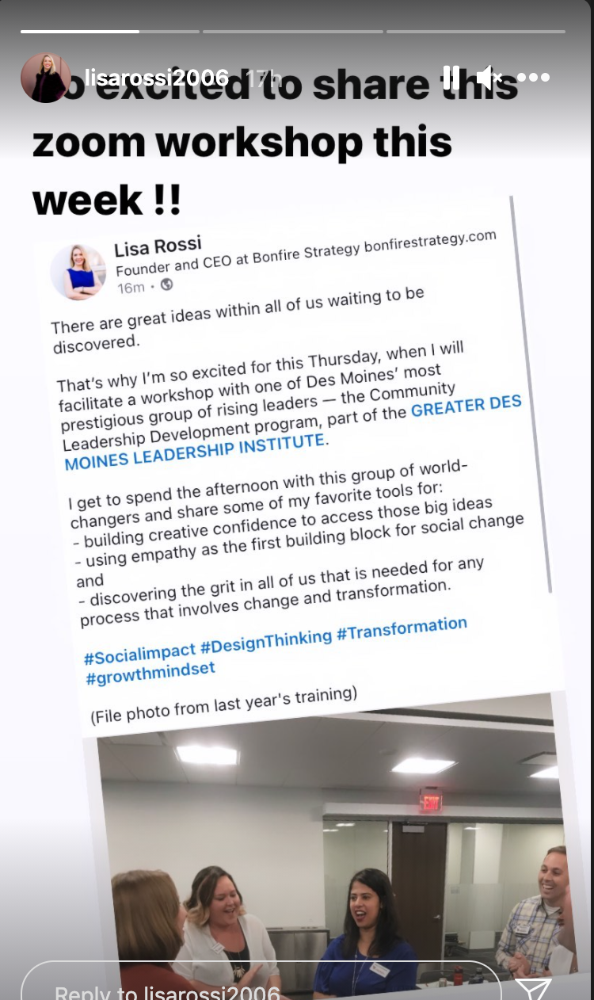 lisarossi2006 17h
o excited to share this
zoom workshop this
week !!
Lisa Rossi
Founder and CEO at Bonfire Strategy bonfirestrategy.com
16m •
There are great ideas within all of us waiting to be
discovered.
That's why I'm so excited for this Thursday, when I will
facilitate a workshop with one of Des Moines' most
prestigious group of rising leaders — the Community
Leadership Development program, part of the GREATER DES
MOINES LEADERSHIP INSTITUTE.
I get to spend the afternoon with this group of world-
changers and share some of my favorite tools for:
- building creative confidence to access those big ideas
- using empathy as the first building block for social change
and
- discovering the grit in all of us that is needed for any
process that involves change and transformation.
#Socialimpact #DesignThinking #Transformation
#growthmindset
(File photo from last year's training)
EXIT
Reply to lisarossi2006